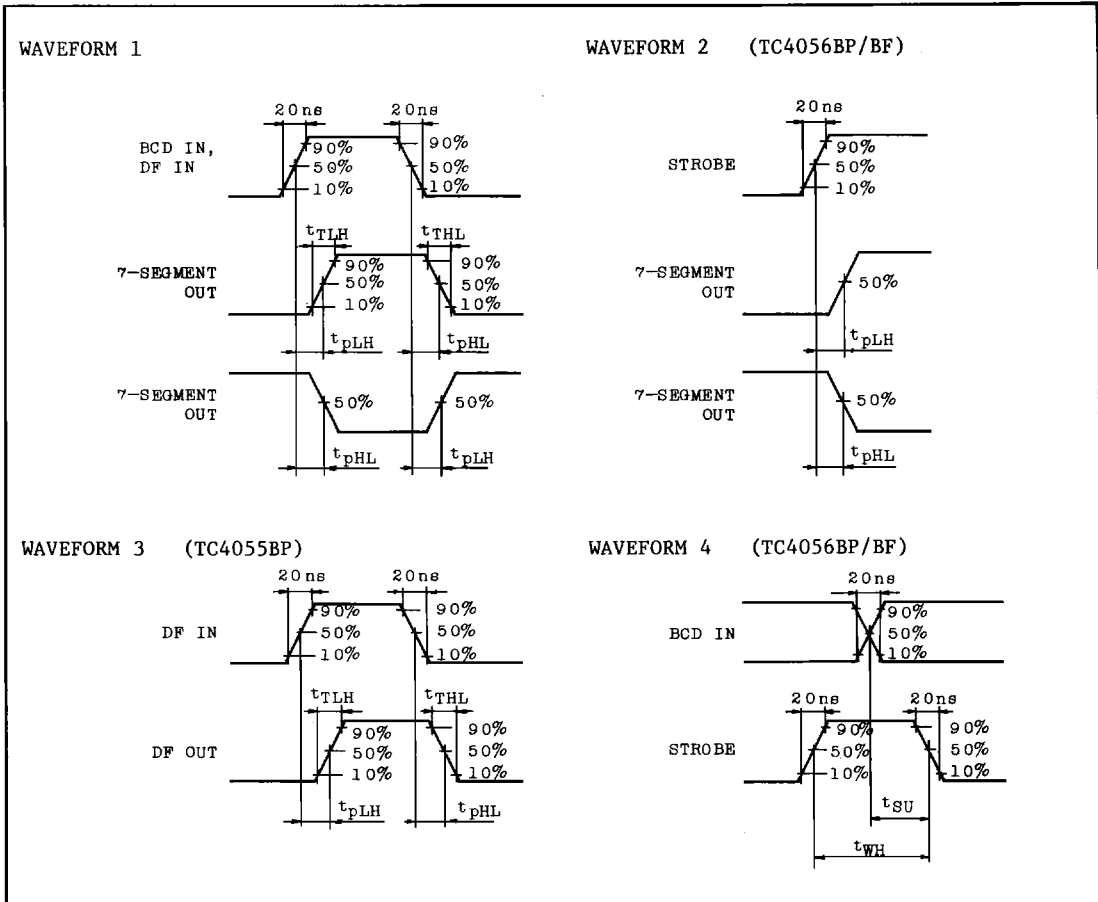 WAVEFORM 1
20ns 20ns
BCD IN,
DF IN
90% 90%
50% 50%
10% 10%
tTLH tTHL
7-SEGMENT
OUT
90% 90%
50% 50%
10% 10%
tpLH tpHL
7-SEGMENT
OUT
50% 50%
tpHL tpLH
WAVEFORM 2 (TC4056BP/BF)
20ns
STROBE
90%
50%
10%
7-SEGMENT
OUT
50%
tpLH
7-SEGMENT
OUT
50%
tpHL
WAVEFORM 3 (TC4055BP)
20ns 20ns
DF IN
90% 90%
50% 50%
10% 10%
tTLH tTHL
DF OUT
90% 90%
50% 50%
10% 10%
tpLH tpHL
WAVEFORM 4 (TC4056BP/BF)
20ns
BCD IN
90%
50%
10%
20ns 20ns
STROBE
90% 90%
50% 50%
10% 10%
tSU
tWH